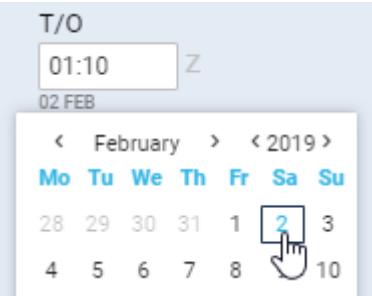 T/O
01:10 Z
02 FEB
‹ February › ‹ 2019 ›
Mo Tu We Th Fr Sa Su
28 29 30 31 1 2 3
4 5 6 7 8 10